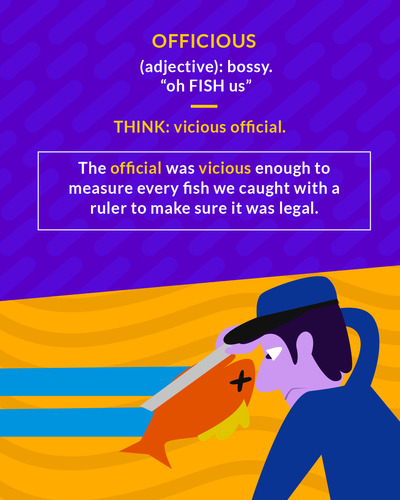 OFFICIOUS
(adjective): bossy.
“oh FISH us”
THINK: vicious official.
The official was vicious enough to
measure every fish we caught with a
ruler to make sure it was legal.